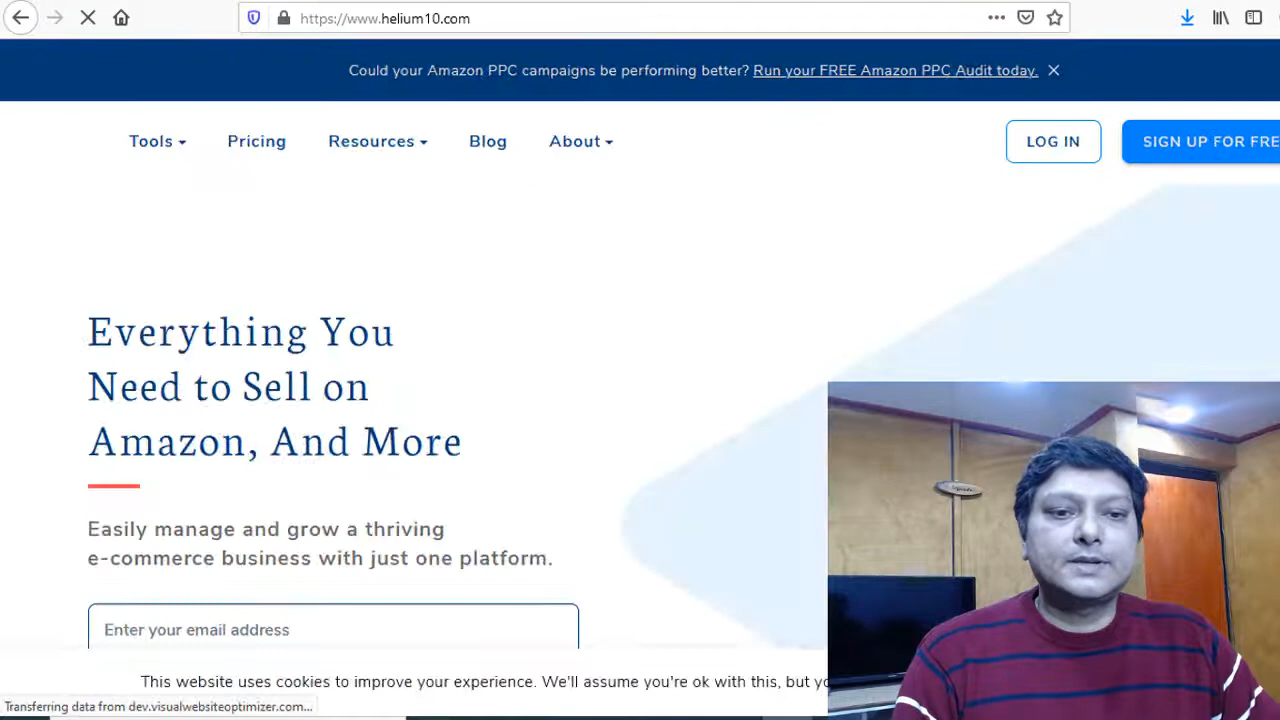 https://www.helium10.com
Could your Amazon PPC campaigns be performing better? Run your FREE Amazon PPC Audit today.
Tools Pricing Resources Blog About LOG IN SIGN UP FOR FRE
Everything You
Need to Sell on
Amazon, And More
Easily manage and grow a thriving
e-commerce business with just one platform.
Enter your email address
This website uses cookies to improve your experience. We'll assume you're ok with this, but yo
Transferring data from dev.visualwebsiteoptimizer.com...